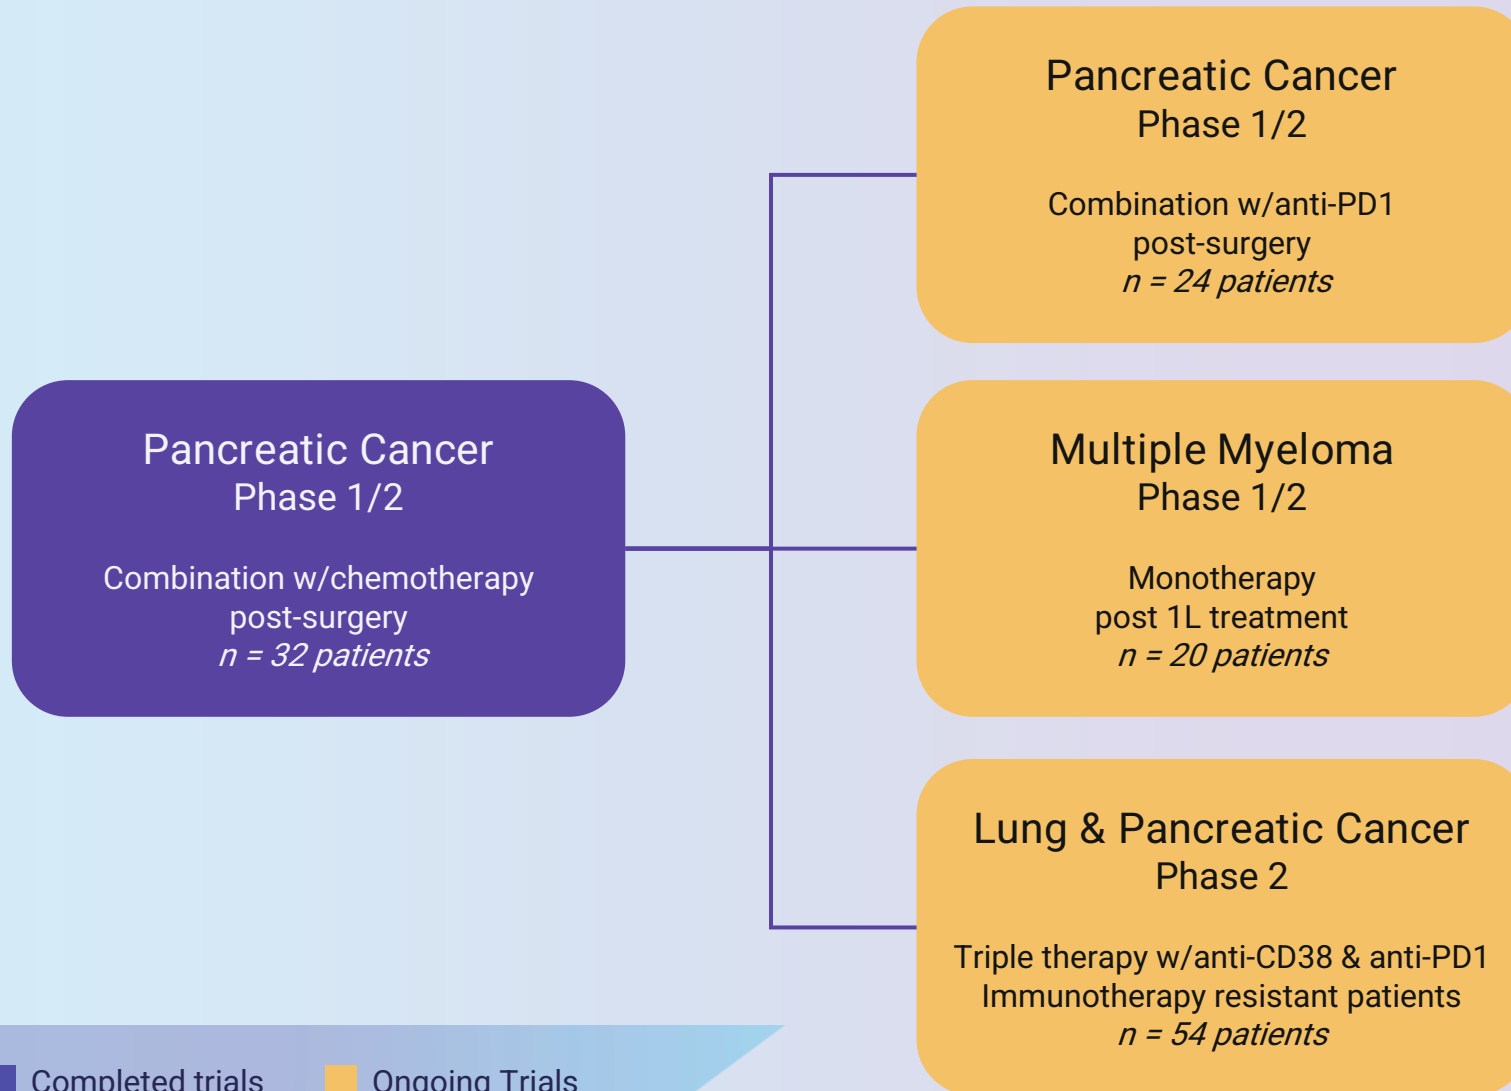 Pancreatic Cancer
Phase 1/2
Combination w/anti-PD1
post-surgery
n = 24 patients
Pancreatic Cancer
Phase 1/2
Combination w/chemotherapy
post-surgery
n = 32 patients
Multiple Myeloma
Phase 1/2
Monotherapy
post 1L treatment
n = 20 patients
Lung & Pancreatic Cancer
Phase 2
Triple therapy w/anti-CD38 & anti-PD1
Immunotherapy resistant patients
n = 54 patients
Completed trials
Ongoing Trials